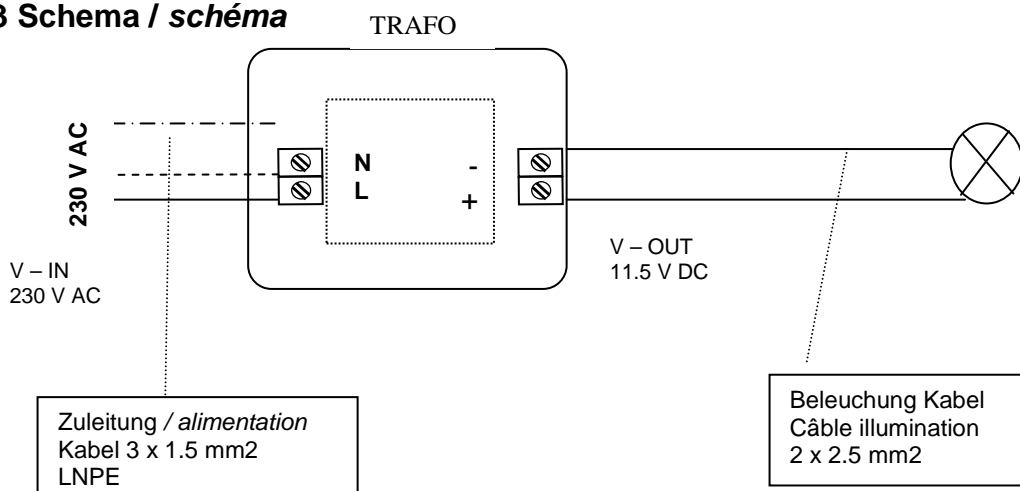 3 Schema / schéma
TRAFO
230 V AC
N
-
L
+
V – IN
230 V AC
V – OUT
11.5 V DC
Zuleitung / alimentation
Kabel 3 x 1.5 mm2
LNPE
Beleuchung Kabel
Câble illumination
2 x 2.5 mm2